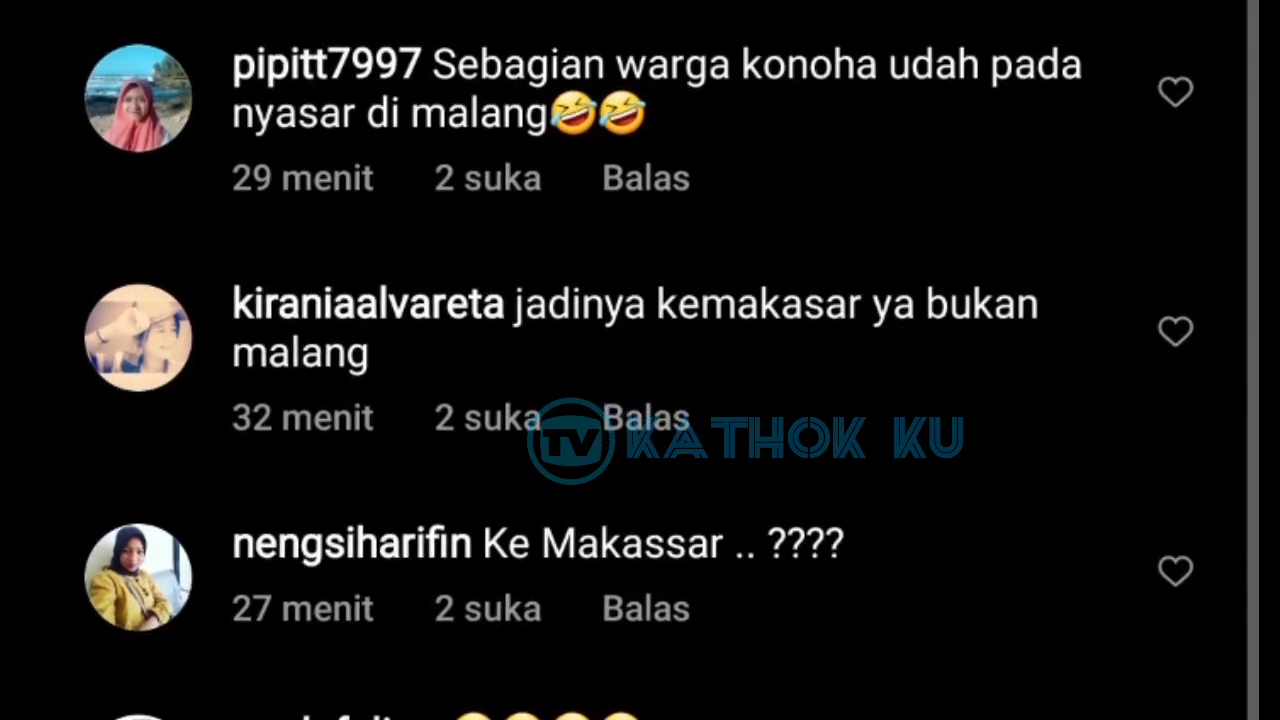 pipitt7997 Sebagian warga konoha udah pada
nyasar di malang🤣🤣
29 menit 2 suka Balas
kiraniaalvareta jadinya kemakasar ya bukan
malang
32 menit 2 suka Balas
TV KATHOK KU
nengsiharifin Ke Makassar .. ????
27 menit 2 suka Balas